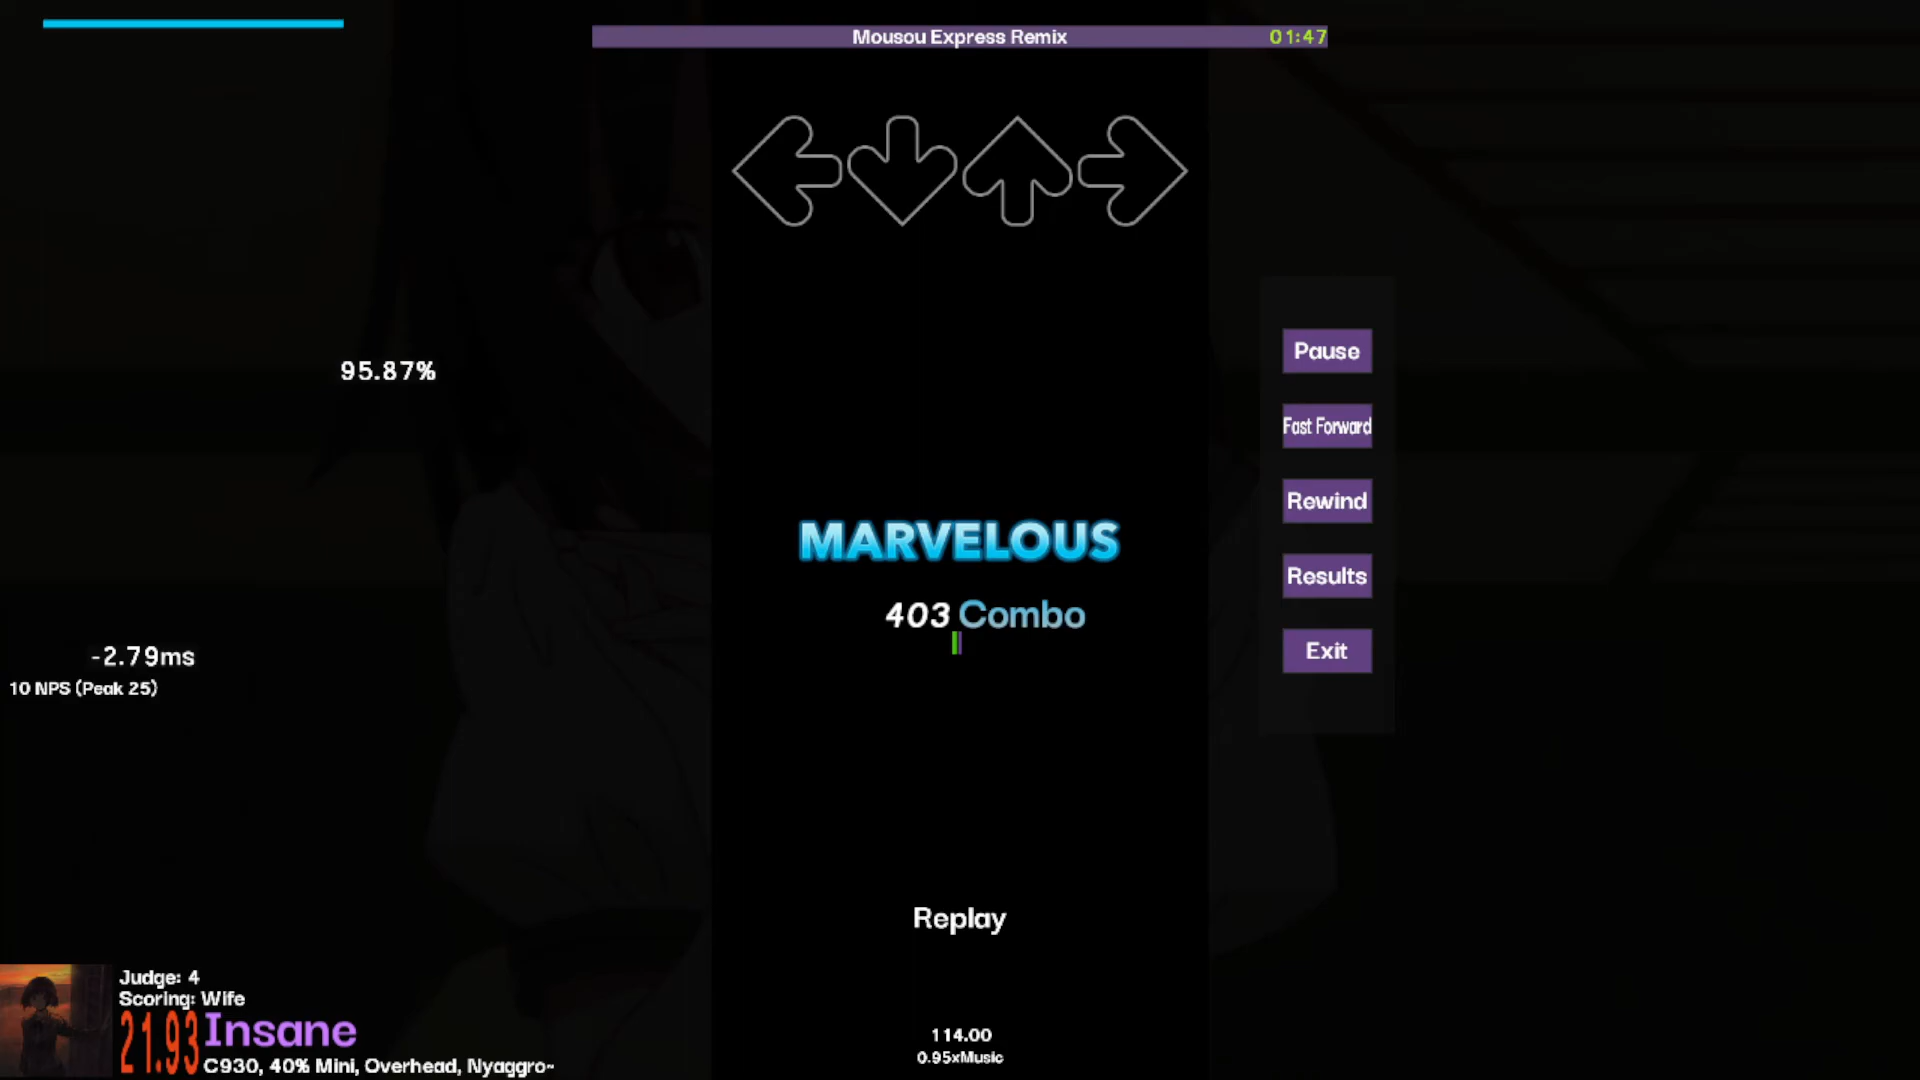 Mousou Express Remix 01:47
95.87%
Pause
Fast Forward
Rewind
MARVELOUS
Results
403 Combo
Exit
-2.79ms
10 NPS (Peak 25)
Replay
Judge: 4
Scoring: Wife
21.93 Insane
C930, 40% Mini, Overhead, Nyaggro~
114.00
0.95xMusic